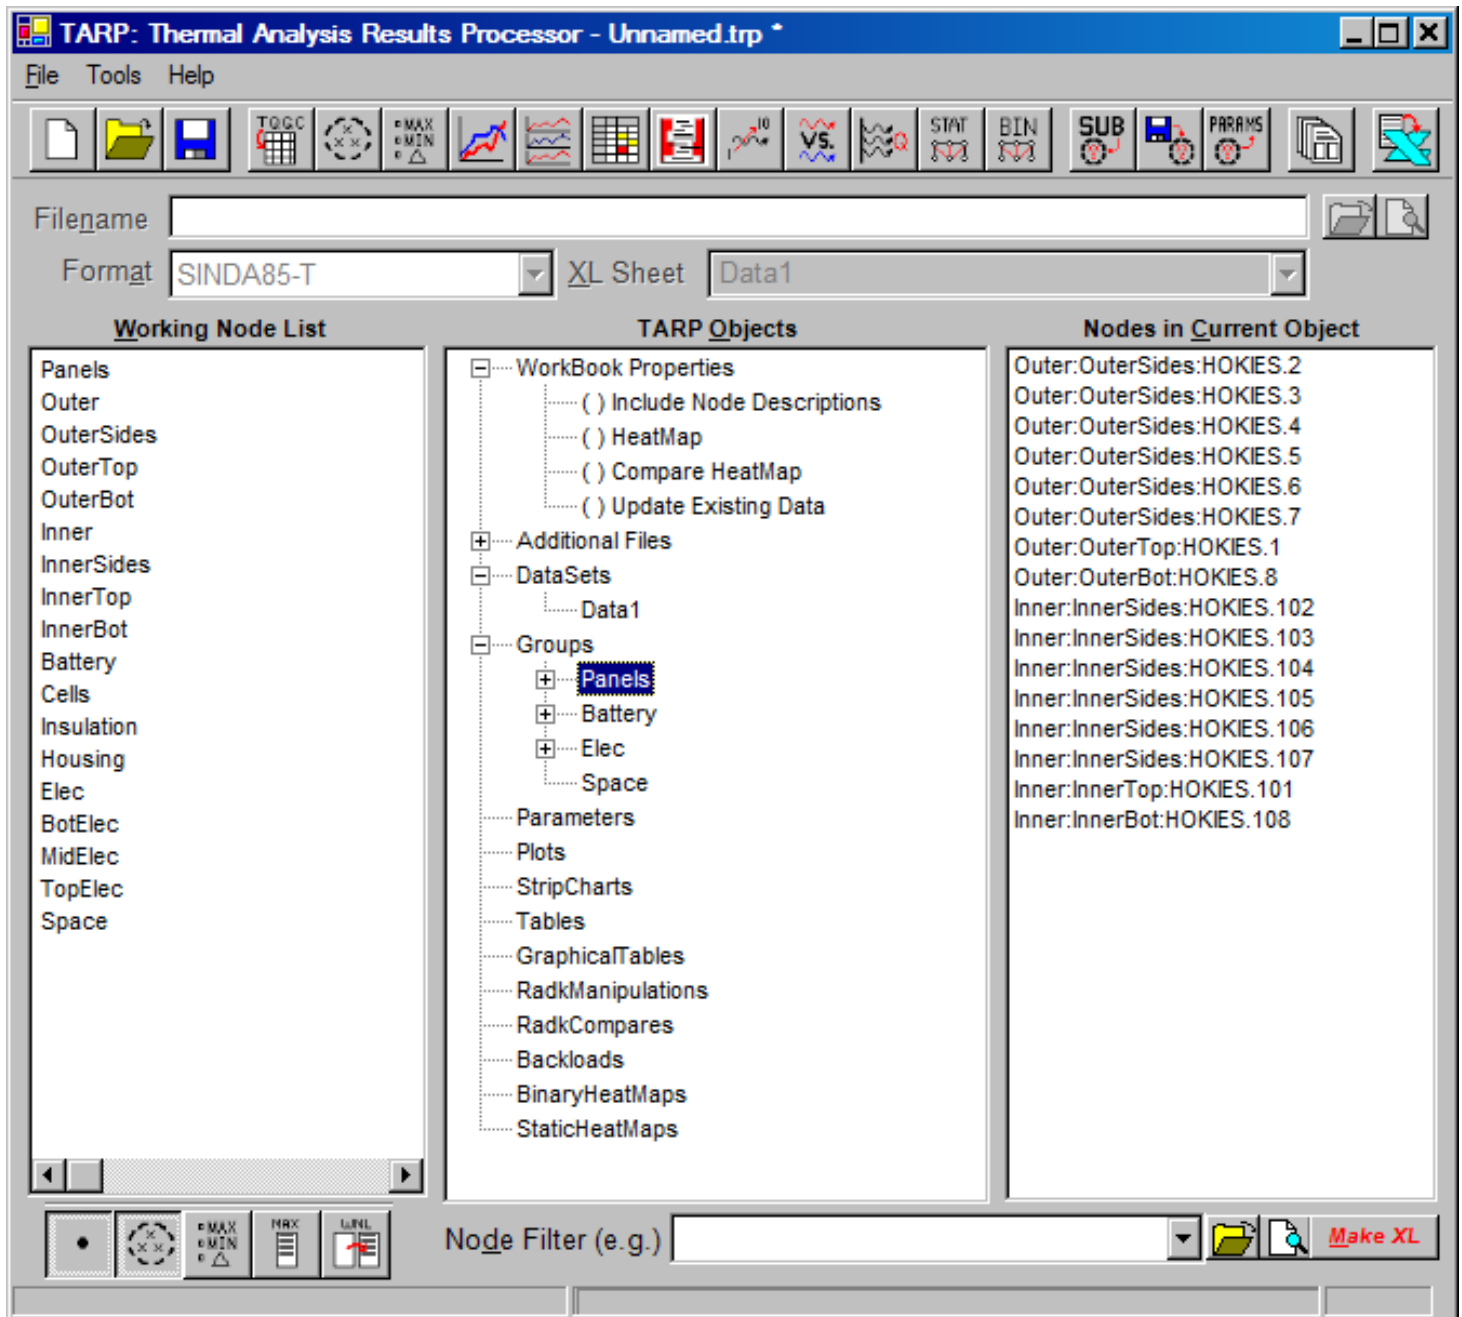 TARP: Thermal Analysis Results Processor - Unnamed.trp *
File Tools Help
TQGC MAX MIN 10 1 VS. Q STAT BIN SUB PARAMS
Filename
Format SINDA85-T XL Sheet Data1
Working Node List
Panels
Outer
OuterSides
OuterTop
OuterBot
Inner
InnerSides
InnerTop
InnerBot
Battery
Cells
Insulation
Housing
Elec
BotElec
MidElec
TopElec
Space
TARP Objects
WorkBook Properties
( ) Include Node Descriptions
( ) HeatMap
( ) Compare HeatMap
( ) Update Existing Data
Additional Files
DataSets
Data1
Groups
Panels
Battery
Elec
Space
Parameters
Plots
StripCharts
Tables
GraphicalTables
RadkManipulations
RadkCompares
Backloads
BinaryHeatMaps
StaticHeatMaps
Nodes in Current Object
Outer:OuterSides:HOKIES.2
Outer:OuterSides:HOKIES.3
Outer:OuterSides:HOKIES.4
Outer:OuterSides:HOKIES.5
Outer:OuterSides:HOKIES.6
Outer:OuterSides:HOKIES.7
Outer:OuterTop:HOKIES.1
Outer:OuterBot:HOKIES.8
Inner:InnerSides:HOKIES.102
Inner:InnerSides:HOKIES.103
Inner:InnerSides:HOKIES.104
Inner:InnerSides:HOKIES.105
Inner:InnerSides:HOKIES.106
Inner:InnerSides:HOKIES.107
Inner:InnerTop:HOKIES.101
Inner:InnerBot:HOKIES.108
MAX MIN MAX WNL
Node Filter (e.g.) Make XL